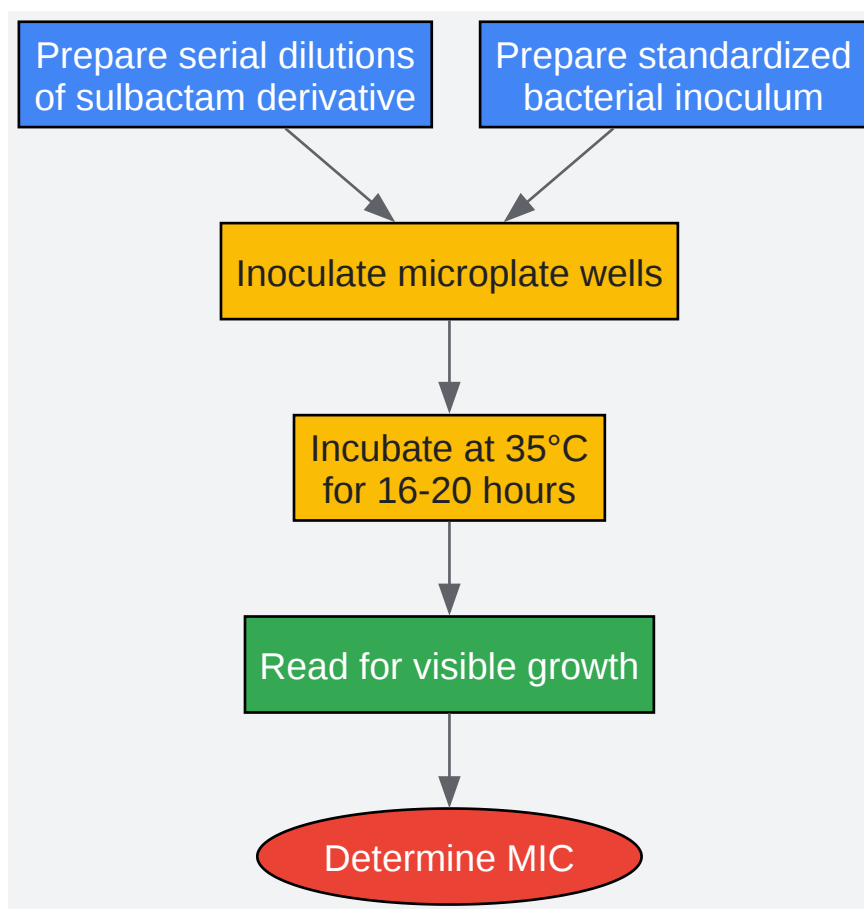 Prepare serial dilutions
of sulbactam derivative
Prepare standardized
bacterial inoculum
Inoculate microplate wells
Incubate at 35°C
for 16-20 hours
Read for visible growth
Determine MIC